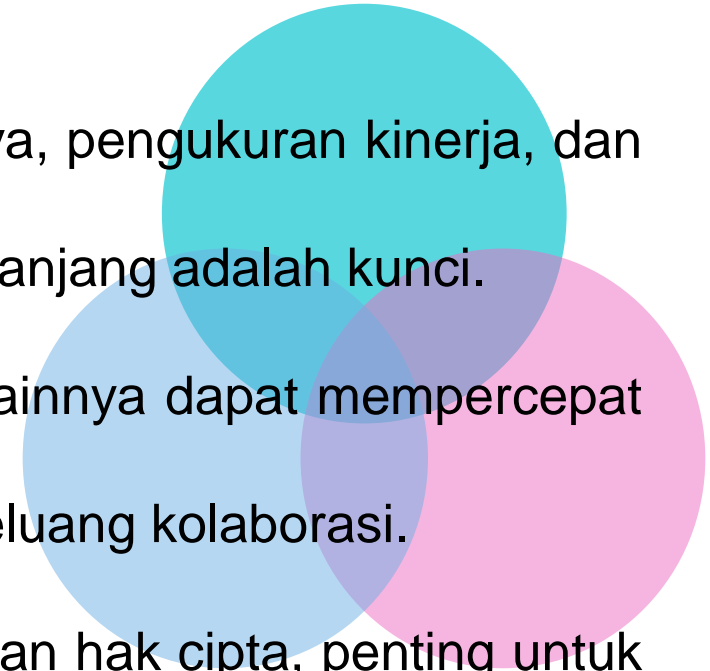 ya, pengukuran kinerja, dan
anjang adalah kunci.
ainnya dapat mempercepat
eluang kolaborasi.
an hak cipta, penting untuk